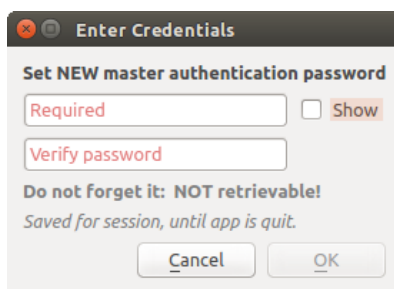 Enter Credentials
Set NEW master authentication password
Required
Show
Verify password
Do not forget it: NOT retrievable!
Saved for session, until app is quit.
Cancel
OK